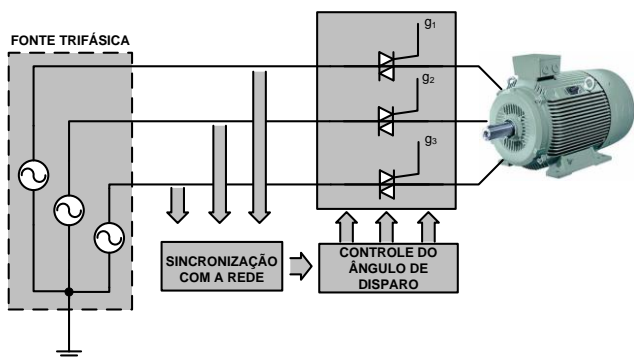 FONTE TRIFÁSICA
g1
g2
g3
SINCRONIZAÇÃO
COM A REDE
CONTROLE DO
ÂNGULO DE
DISPARO